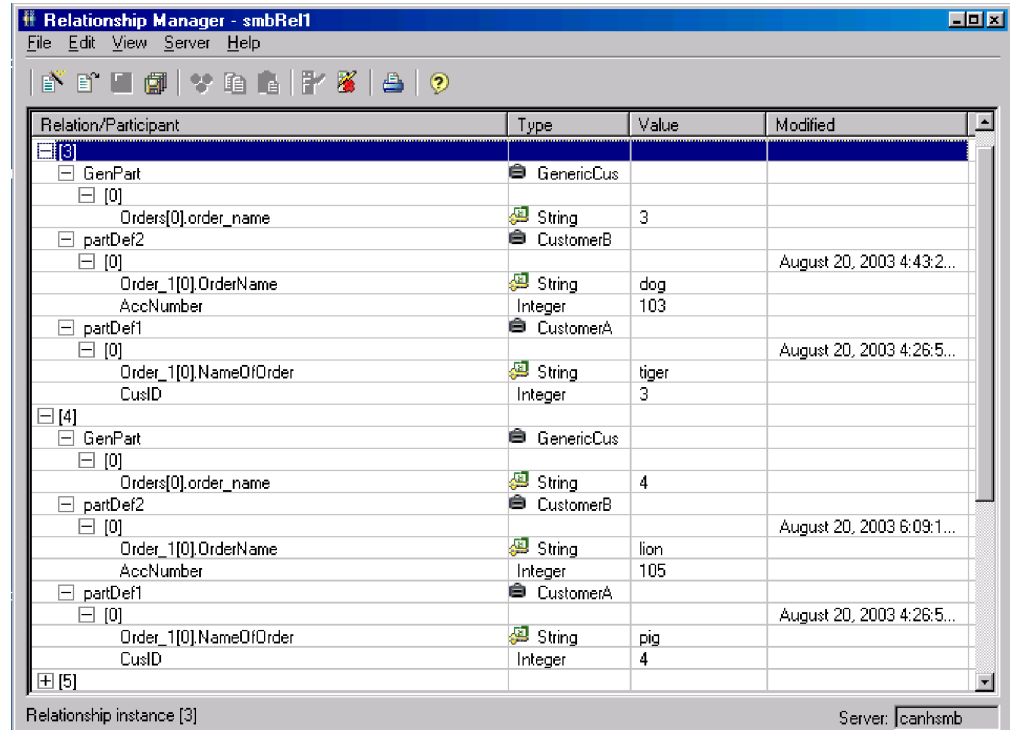 Relationship Manager - smbRel1
File Edit View Server Help
Relation/Participant Type Value Modified
[3]
GenPart GenericCus
[0]
Orders[0].order_name String 3
partDef2 CustomerB
[0] August 20, 2003 4:43:2...
Order_1[0].OrderName String dog
AccNumber Integer 103
partDef1 CustomerA
[0] August 20, 2003 4:26:5...
Order_1[0].NameOfOrder String tiger
CusID Integer 3
[4]
GenPart GenericCus
[0]
Orders[0].order_name String 4
partDef2 CustomerB
[0] August 20, 2003 6:09:1...
Order_1[0].OrderName String lion
AccNumber Integer 105
partDef1 CustomerA
[0] August 20, 2003 4:26:5...
Order_1[0].NameOfOrder String pig
CusID Integer 4
[5]
Relationship instance [3] Server: canhsmb